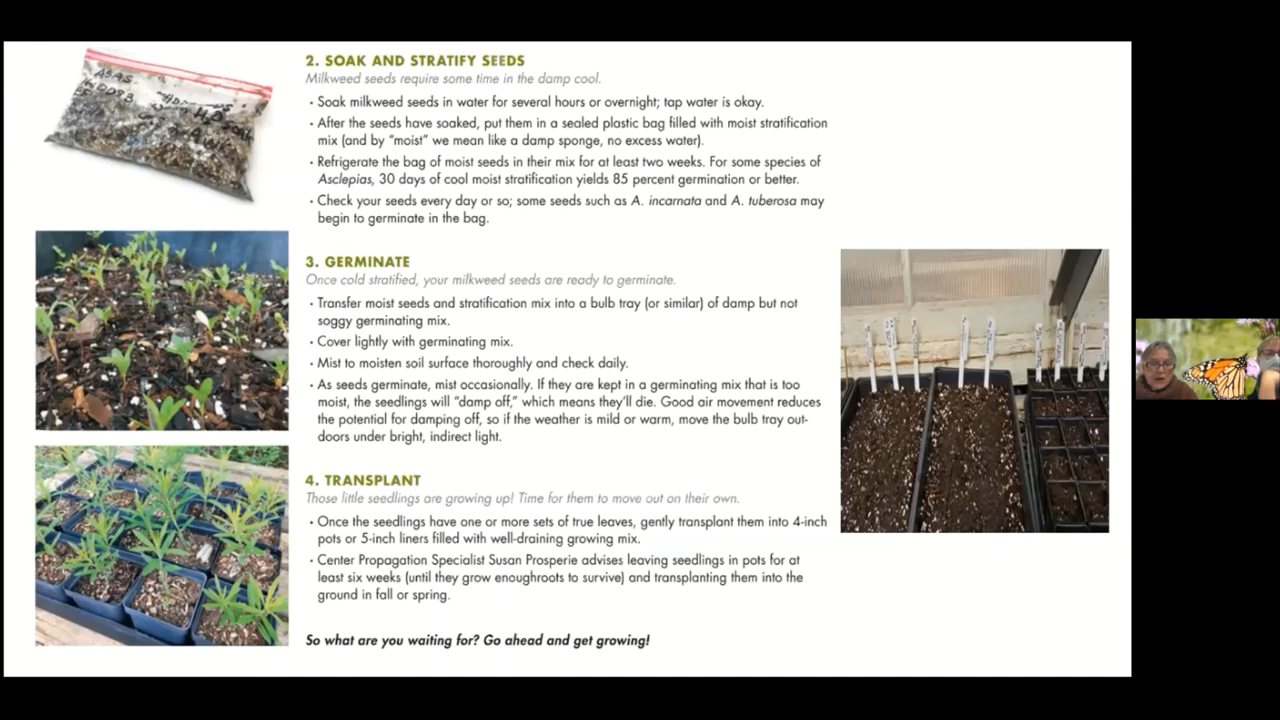 2. SOAK AND STRATIFY SEEDS
Milkweed seeds require some time in the damp cool.
• Soak milkweed seeds in water for several hours or overnight; tap water is okay.
• After the seeds have soaked, put them in a sealed plastic bag filled with moist stratification
mix (and by “moist” we mean like a damp sponge, no excess water).
• Refrigerate the bag of moist seeds in their mix for at least two weeks. For some species of
Asclepias, 30 days of cool moist stratification yields 85 percent germination or better.
• Check your seeds every day or so; some seeds such as A. incarnata and A. tuberosa may
begin to germinate in the bag.
3. GERMINATE
Once cold stratified, your milkweed seeds are ready to germinate.
• Transfer moist seeds and stratification mix into a bulb tray (or similar) of damp but not
soggy germinating mix.
• Cover lightly with germinating mix.
• Mist to moisten soil surface thoroughly and check daily.
• As seeds germinate, mist occasionally. If they are kept in a germinating mix that is too
moist, the seedlings will “damp off,” which means they’ll die. Good air movement reduces
the potential for damping off, so if the weather is mild or warm, move the bulb tray out-
doors under bright, indirect light.
4. TRANSPLANT
Those little seedlings are growing up! Time for them to move out on their own.
• Once the seedlings have one or more sets of true leaves, gently transplant them into 4-inch
pots or 5-inch liners filled with well-draining growing mix.
• Center Propagation Specialist Susan Prosperie advises leaving seedlings in pots for at
least six weeks (until they grow enoughroots to survive) and transplanting them into the
ground in fall or spring.
So what are you waiting for? Go ahead and get growing!